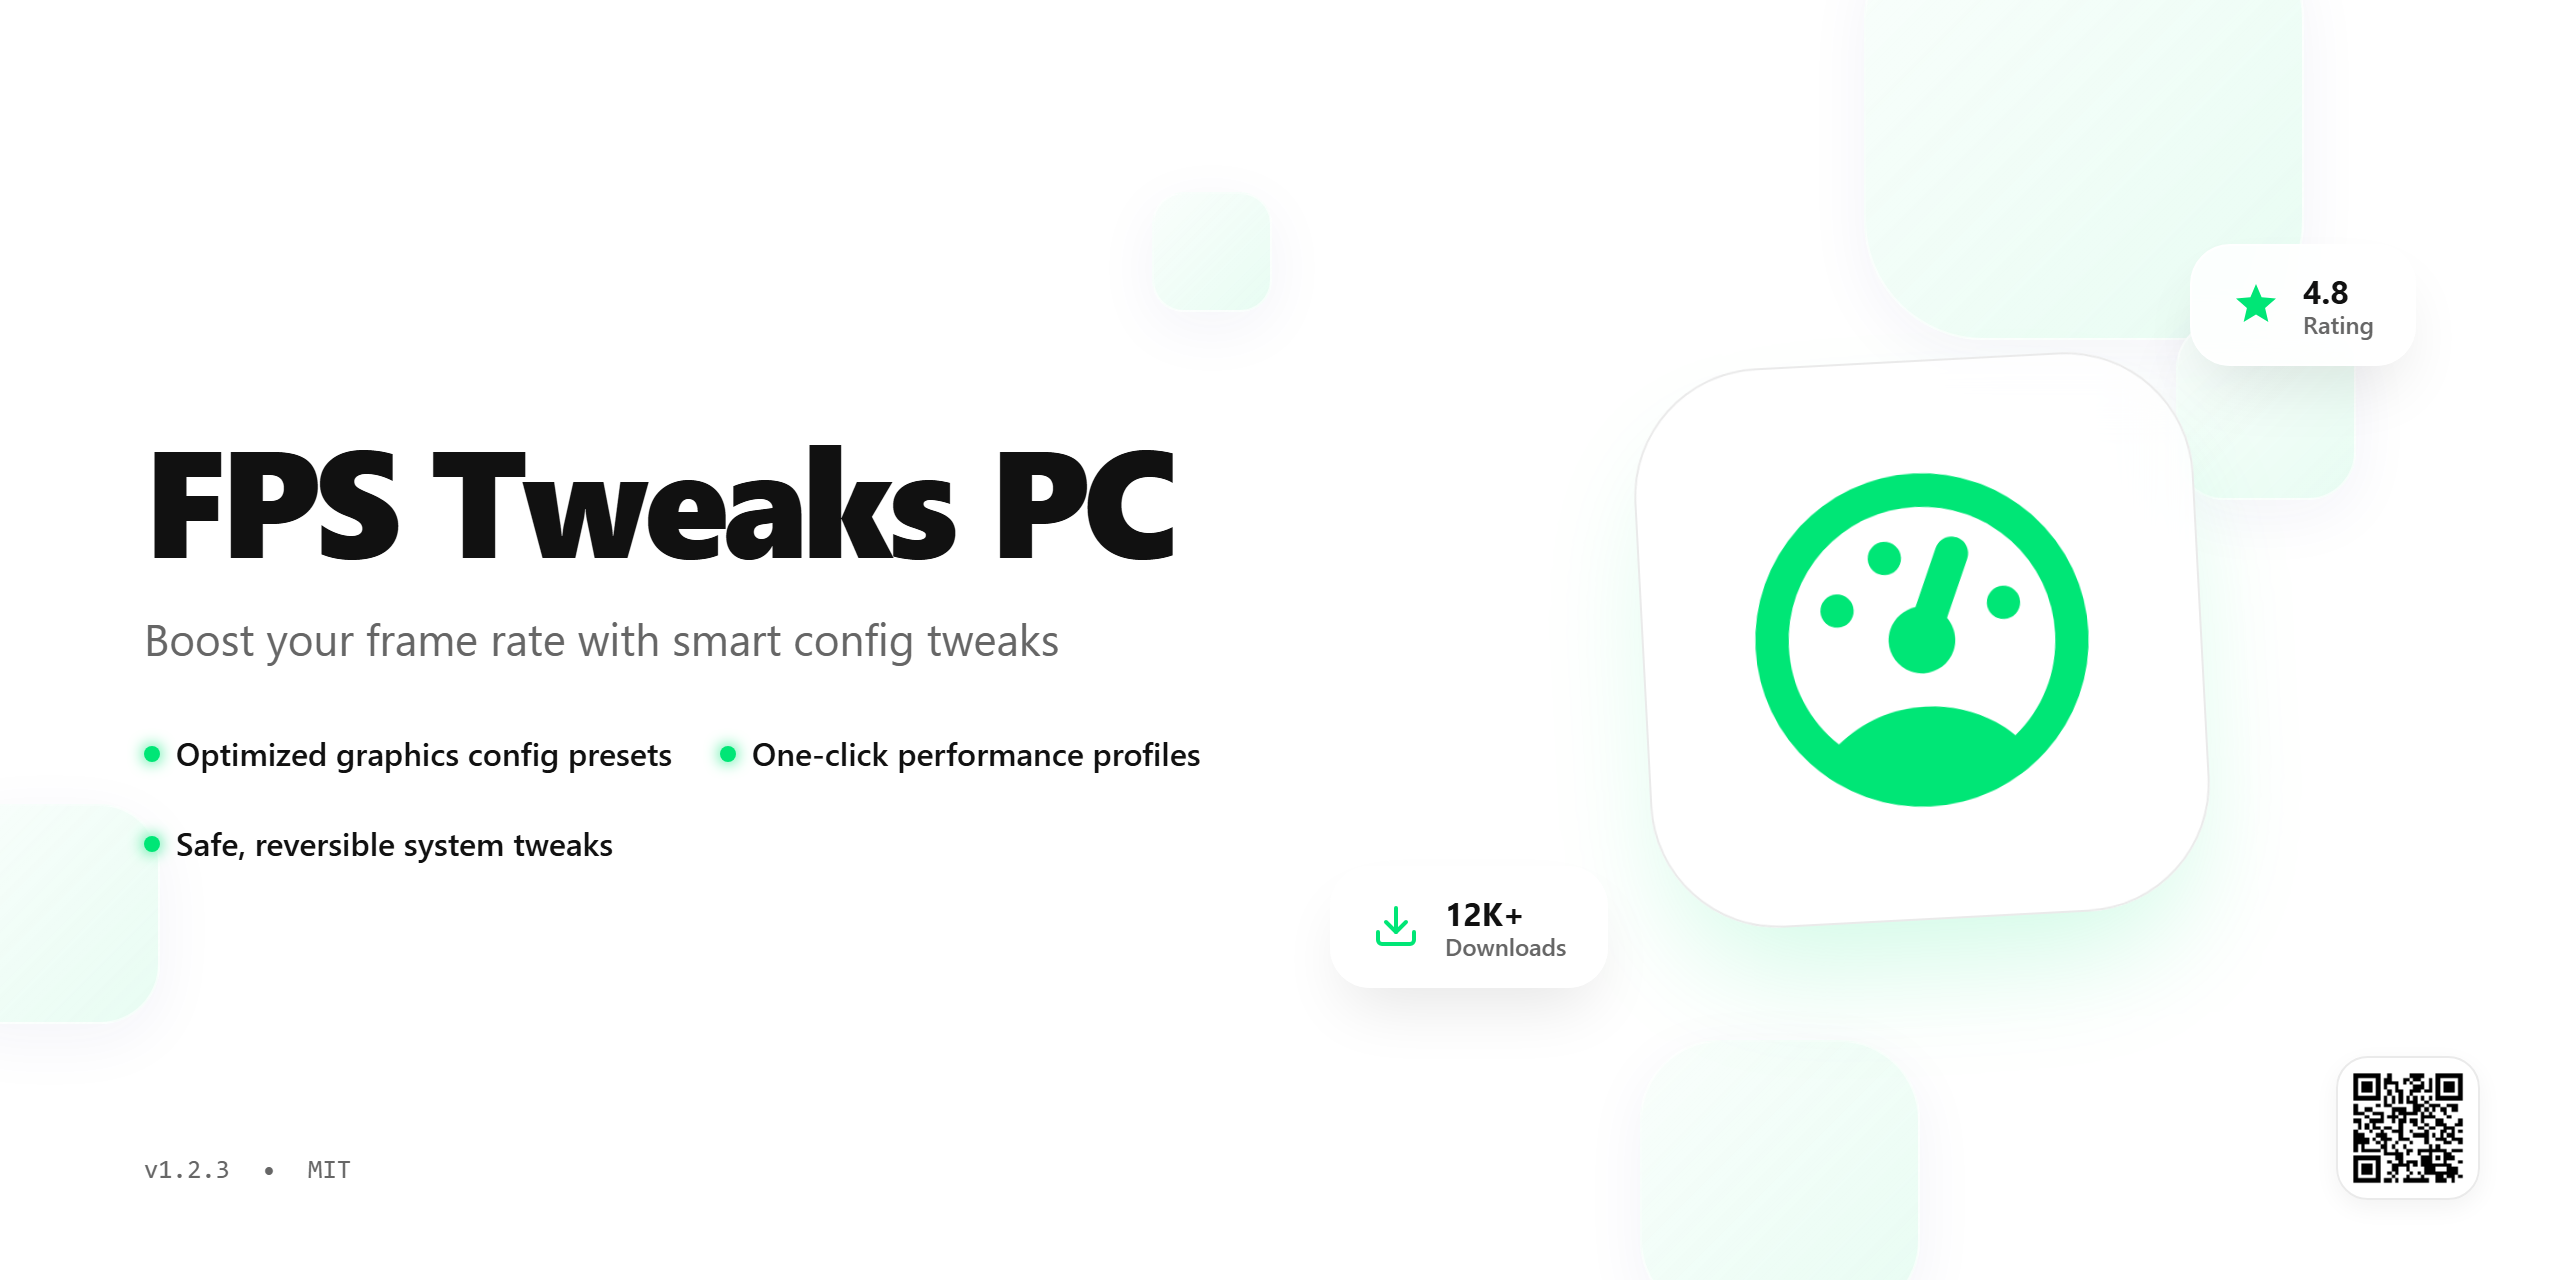 FPS Tweaks PC
Boost your frame rate with smart config tweaks
Optimized graphics config presets
One-click performance profiles
Safe, reversible system tweaks
4.8
Rating
12K+
Downloads
v1.2.3 • MIT